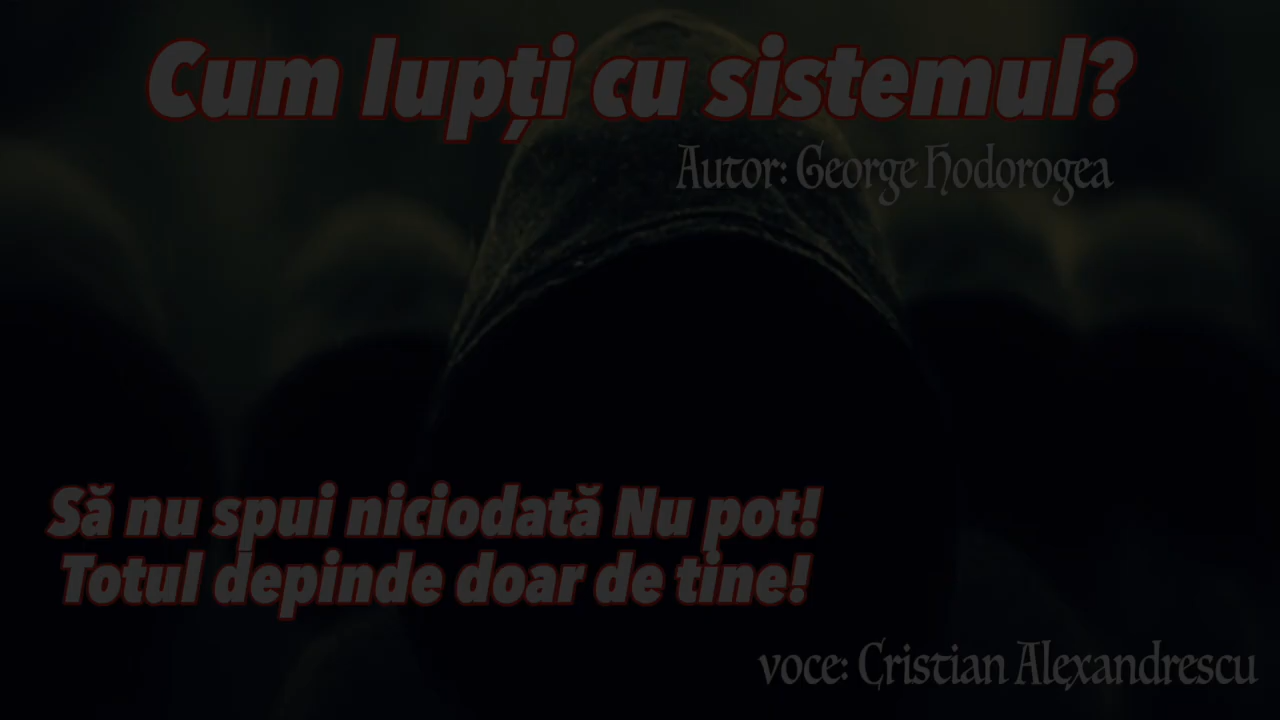 Cum lupți cu sistemul?
Autor: George Hodorogea
Să nu spui niciodată Nu pot!
Totul depinde doar de tine!
voce: Cristian Alexandrescu